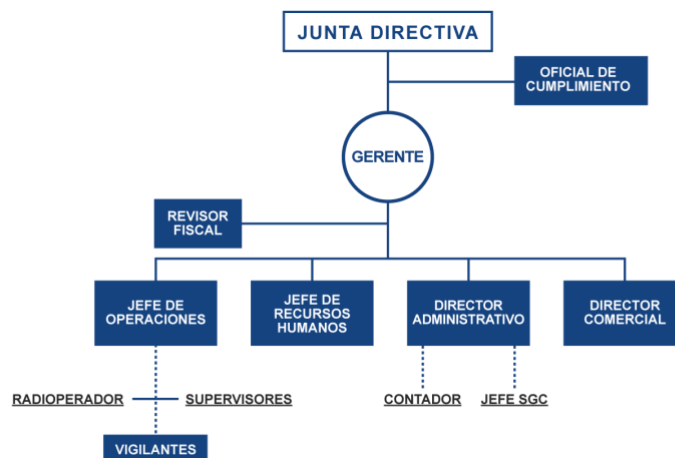 JUNTA DIRECTIVA
OFICIAL DE
CUMPLIMIENTO
GERENTE
REVISOR
FISCAL
JEFE DE
OPERACIONES
JEFE DE
RECURSOS
HUMANOS
DIRECTOR
ADMINISTRATIVO
DIRECTOR
COMERCIAL
RADIOPERADOR
SUPERVISORES
CONTADOR
JEFE SGC
VIGILANTES